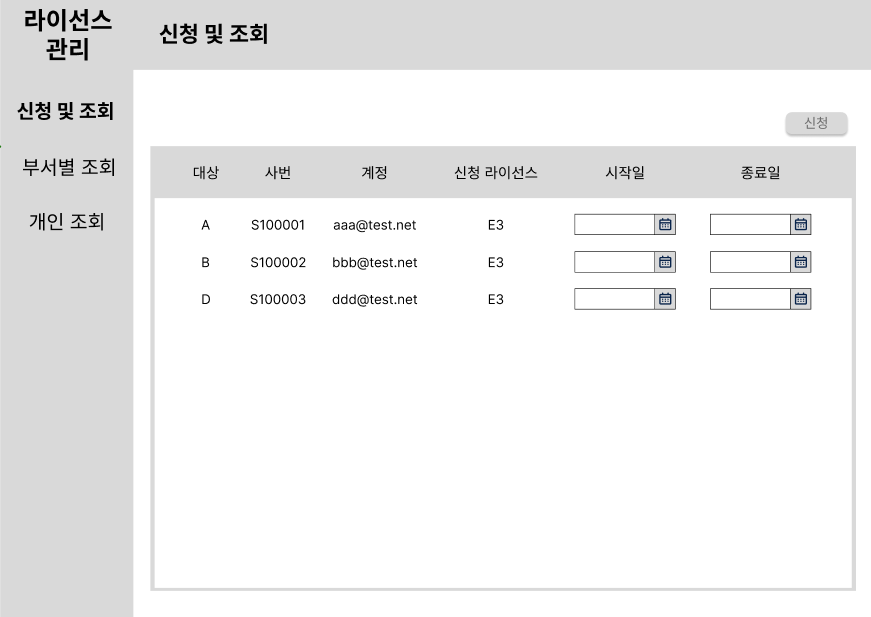 라이선스
관리
신청 및 조회
신청 및 조회
부서별 조회
개인 조회
신청
대상 사번 계정 신청 라이선스 시작일 종료일
A S100001 aaa@test.net E3
B S100002 bbb@test.net E3
D S100003 ddd@test.net E3